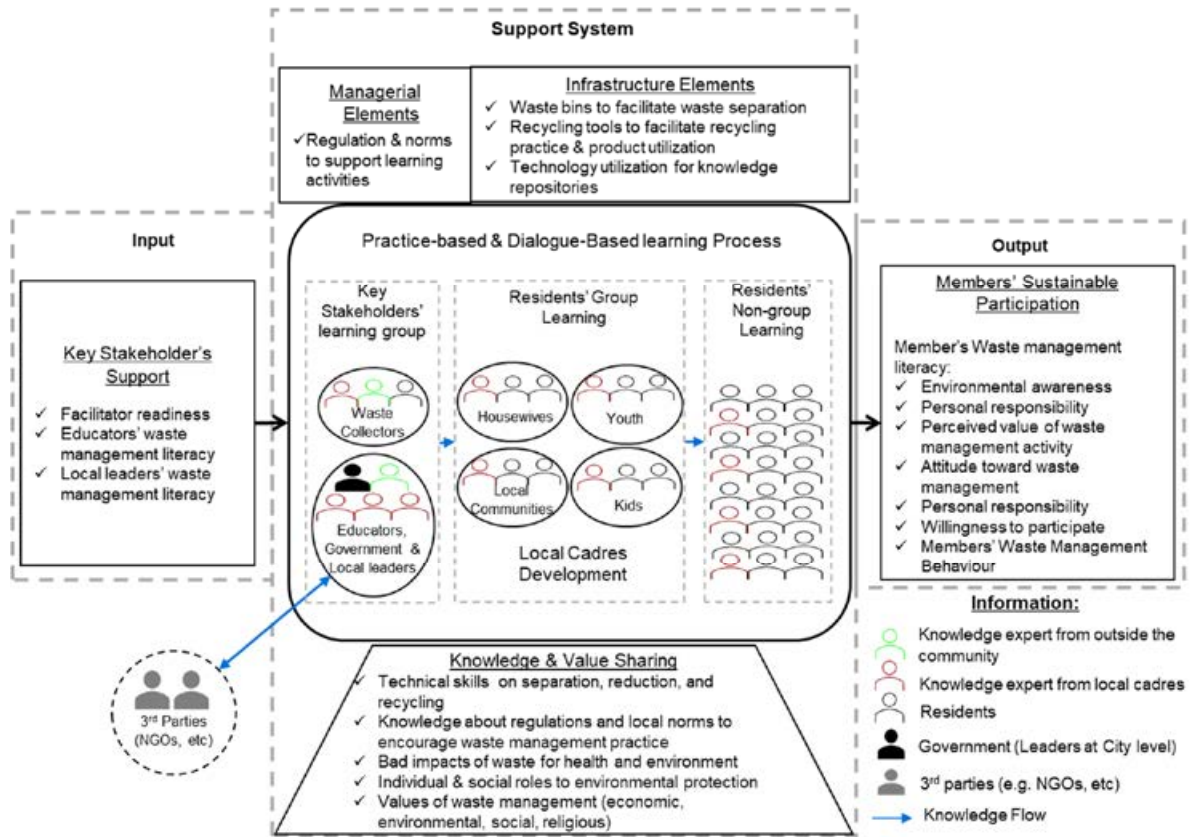 Support System
Managerial
Elements
✓Regulation & norms
to support learning
activities
Infrastructure Elements
✓ Waste bins to facilitate waste separation
✓ Recycling tools to facilitate recycling
practice & product utilization
✓ Technology utilization for knowledge
repositories
Input
Key Stakeholder's
Support
✓ Facilitator readiness
✓ Educators' waste
management literacy
✓ Local leaders' waste
management literacy
Practice-based & Dialogue-Based learning Process
Key
Stakeholders'
learning group
Waste
Collectors
Educators,
Government &
Local leaders
Residents' Group
Learning
Housewives
Youth
Local
Communities
Kids
Local Cadres
Development
Residents'
Non-group
Learning
Output
Members' Sustainable
Participation
Member's Waste management
literacy:
✓ Environmental awareness
✓ Personal responsibility
✓ Perceived value of waste
management activity
✓ Attitude toward waste
management
✓ Personal responsibility
✓ Willingness to participate
✓ Members' Waste Management
Behaviour
3rd Parties
(NGOs, etc)
Knowledge & Value Sharing
✓ Technical skills on separation, reduction, and
recycling
✓ Knowledge about regulations and local norms to
encourage waste management practice
✓ Bad impacts of waste for health and environment
✓ Individual & social roles to environmental protection
✓ Values of waste management (economic,
environmental, social, religious)
Information:
Knowledge expert from outside the
community
Knowledge expert from local cadres
Residents
Government (Leaders at City level)
3rd parties (e.g. NGOs, etc)
Knowledge Flow